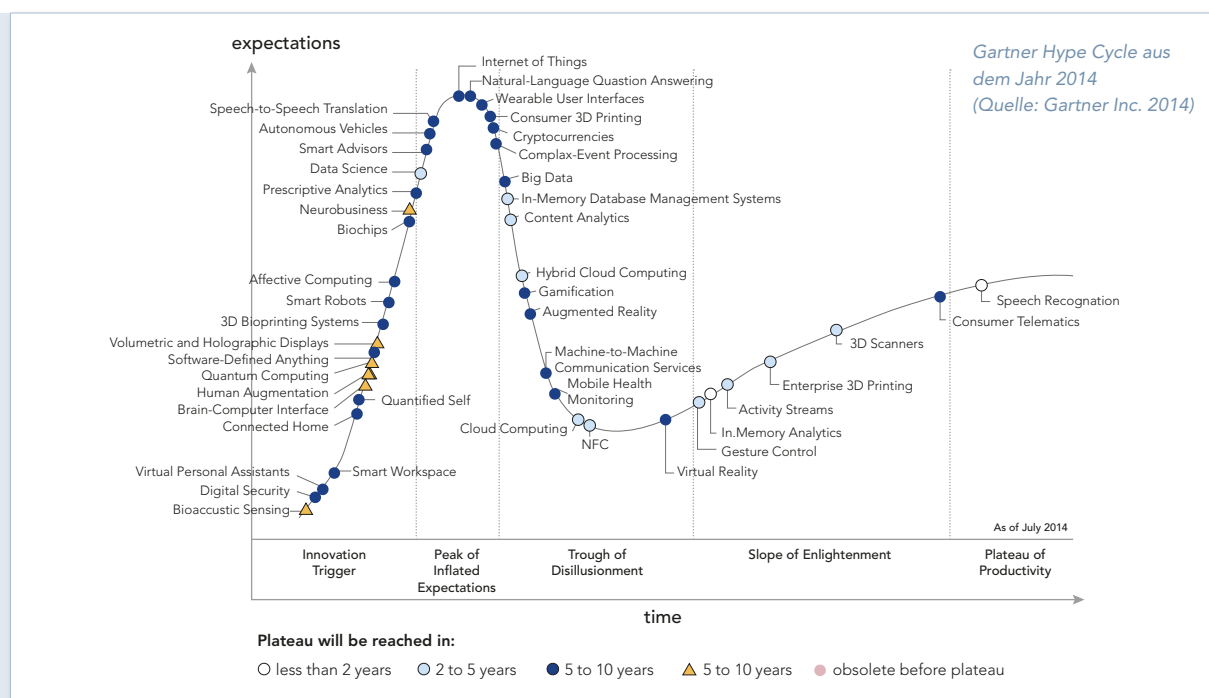 expectations
Gartner Hype Cycle aus
dem Jahr 2014
(Quelle: Gartner Inc. 2014)
Internet of Things
Natural-Language Quastion Answering
Wearable User Interfaces
Consumer 3D Printing
Cryptocurrencies
Complax-Event Processing
Speech-to-Speech Translation
Autonomous Vehicles
Smart Advisors
Data Science
Prescriptive Analytics
Neurobusiness
Biochips
Big Data
In-Memory Database Management Systems
Content Analytics
Affective Computing
Smart Robots
3D Bioprinting Systems
Volumetric and Holographic Displays
Software-Defined Anything
Quantum Computing
Human Augmentation
Brain-Computer Interface
Connected Home
Quantified Self
Hybrid Cloud Computing
Gamification
Augmented Reality
Machine-to-Machine
Communication Services
Mobile Health
Monitoring
Cloud Computing
NFC
Virtual Personal Assistants
Digital Security
Bioaccustic Sensing
Smart Workspace
Virtual Reality
Speech Recognation
Consumer Telematics
3D Scanners
Enterprise 3D Printing
Activity Streams
In.Memory Analytics
Gesture Control
As of July 2014
Innovation
Trigger
Peak of
Inflated
Expectations
Trough of
Disillusionment
Slope of Enlightenment
Plateau of
Productivity
time
Plateau will be reached in:
less than 2 years 2 to 5 years 5 to 10 years 5 to 10 years obsolete before plateau